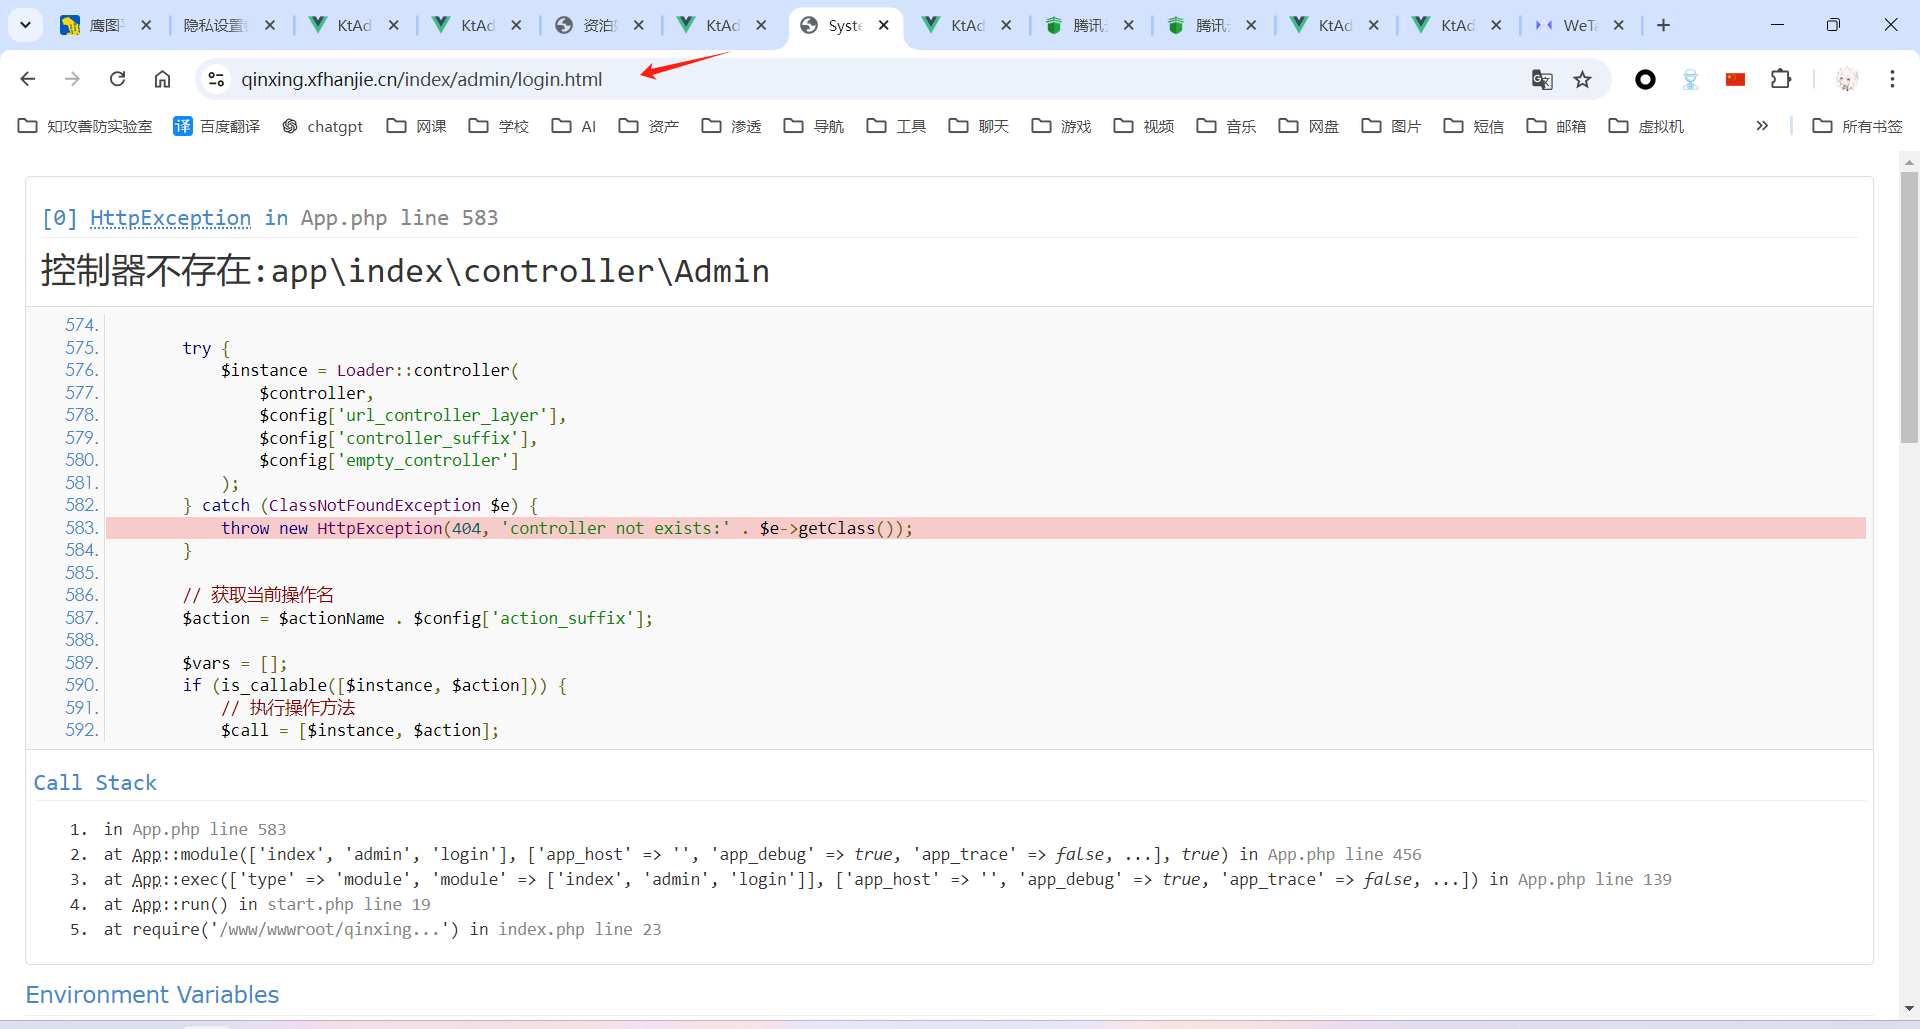 鹰图
隐私设置
KtAd
KtAd
KtAd
Syste
KtAd
腾讯
腾讯
KtAd
KtAd
WeTa
qinxing.xfhanjie.cn/index/admin/login.html
知攻善防实验室
译 百度翻译
chatgpt
网课
学校
AI
资产
渗透
导航
工具
聊天
游戏
视频
音乐
网盘
图片
短信
邮箱
虚拟机
所有书签
[0] HttpException in App.php line 583
控制器不存在:app\index\controller\Admin
574.
575. try {
576. $instance = Loader::controller(
577. $controller,
578. $config['url_controller_layer'],
579. $config['controller_suffix'],
580. $config['empty_controller']
581. );
582. } catch (ClassNotFoundException $e) {
583. throw new HttpException(404, 'controller not exists:' . $e->getClass());
584. }
585.
586. // 获取当前操作名
587. $action = $actionName . $config['action_suffix'];
588.
589. $vars = [];
590. if (is_callable([$instance, $action])) {
591. // 执行操作方法
592. $call = [$instance, $action];
Call Stack
1. in App.php line 583
2. at App::module(['index', 'admin', 'login'], ['app_host' => '', 'app_debug' => true, 'app_trace' => false, ...], true) in App.php line 456
3. at App::exec(['type' => 'module', 'module' => ['index', 'admin', 'login']], ['app_host' => '', 'app_debug' => true, 'app_trace' => false, ...]) in App.php line 139
4. at App::run() in start.php line 19
5. at require('/www/wwwroot/qinxing...') in index.php line 23
Environment Variables